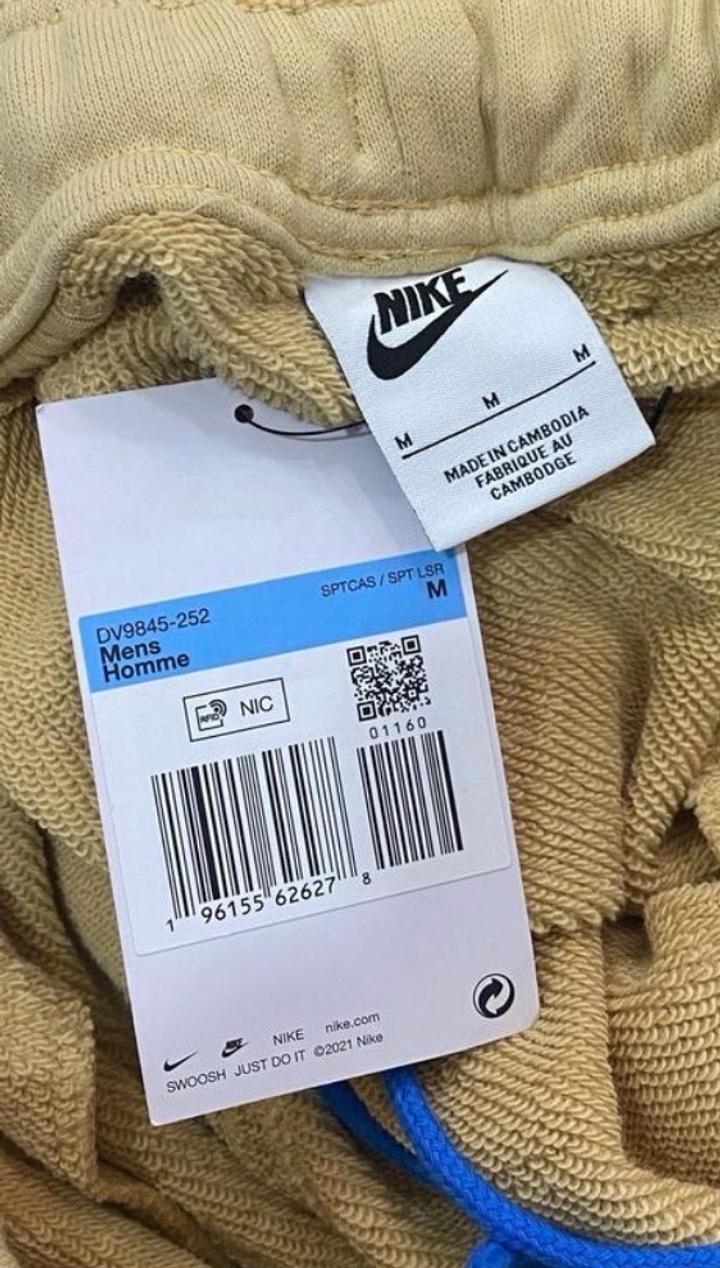 NIKE
M M M
MADE IN CAMBODIA
FABRIQUE AU
CAMBODGE
SPTCAS / SPT LSR
M
DV9845-252
Mens
Homme
RFID NIC
01160
1 96155 62627 8
NIKE nike.com
SWOOSH JUST DO IT ©2021 Nike